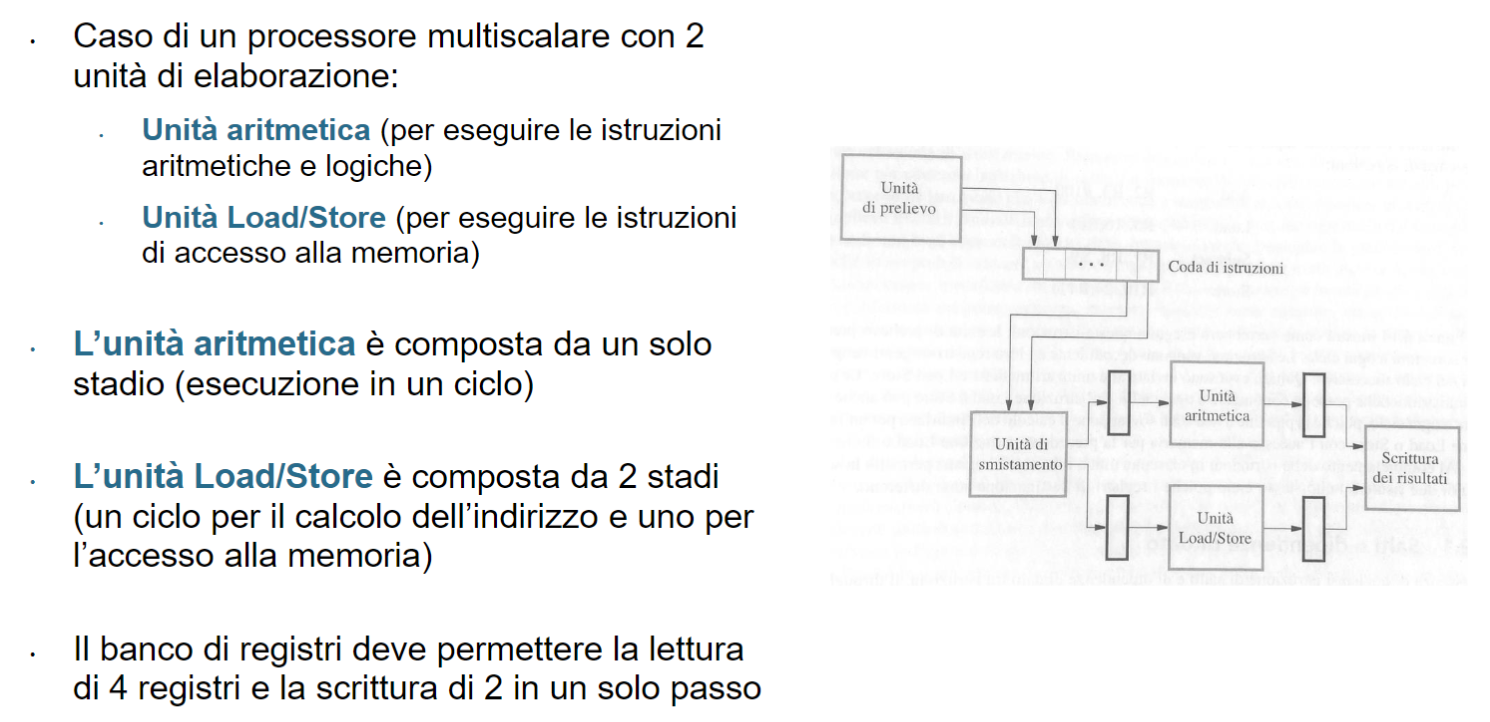 · Caso di un processore multiscalare con 2
unità di elaborazione:
· Unità aritmetica (per eseguire le istruzioni
aritmetiche e logiche)
· Unità Load/Store (per eseguire le istruzioni
di accesso alla memoria)
· L’unità aritmetica è composta da un solo
stadio (esecuzione in un ciclo)
· L’unità Load/Store è composta da 2 stadi
(un ciclo per il calcolo dell’indirizzo e uno per
l’accesso alla memoria)
· Il banco di registri deve permettere la lettura
di 4 registri e la scrittura di 2 in un solo passo
Unità
di prelievo
. . .
Coda di istruzioni
Unità di
smistamento
Unità
aritmetica
Unità
Load/Store
Scrittura
dei risultati